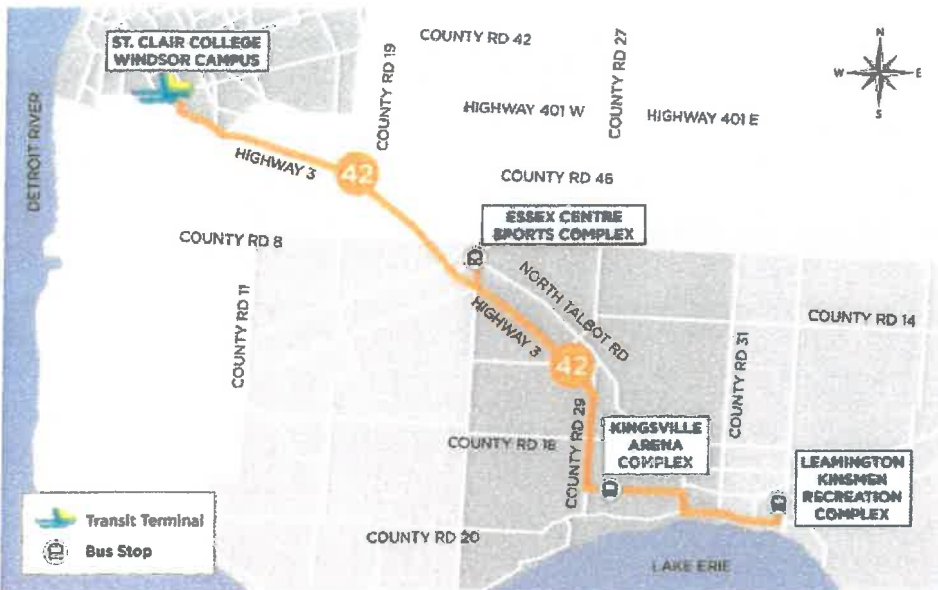 ST. CLAIR COLLEGE
WINDSOR CAMPUS
COUNTY RD 42
COUNTY RD 19
COUNTY RD 27
N
W
E
S
HIGHWAY 401 W
HIGHWAY 401 E
DETROIT RIVER
HIGHWAY 3
42
COUNTY RD 46
ESSEX CENTRE
SPORTS COMPLEX
COUNTY RD 8
NORTH TALBOT RD
COUNTY RD 11
HIGHWAY 3
COUNTY RD 14
COUNTY RD 31
42
COUNTY RD 29
KINGSVILLE
ARENA
COMPLEX
COUNTY RD 18
LEAMINGTON
KINSMEN
RECREATION
COMPLEX
Transit Terminal
Bus Stop
COUNTY RD 20
LAKE ERIE